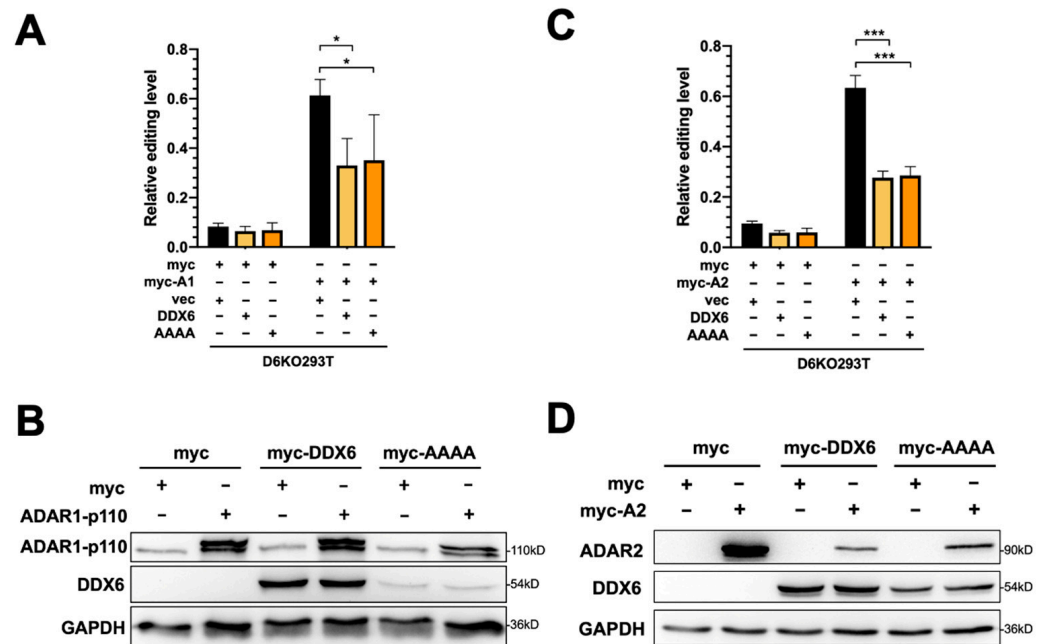 A
Relative editing level
0.8
0.6
0.4
0.2
0.0
*
*
myc + + + – – –
myc-A1 – – – + + +
vec + – – + – –
DDX6 – + – – + –
AAAA – – + – – +
D6KO293T
C
Relative editing level
0.8
0.6
0.4
0.2
0.0
***
***
myc + + + – – –
myc-A2 – – – + + +
vec + – – + – –
DDX6 – + – – + –
AAAA – – + – – +
D6KO293T
B
myc myc-DDX6 myc-AAAA
myc + – + – + –
ADAR1-p110 – + – + – +
ADAR1-p110 -110kD
DDX6 -54kD
GAPDH -36kD
D
myc myc-DDX6 myc-AAAA
myc + – + – + –
myc-A2 – + – + – +
ADAR2 -90kD
DDX6 -54kD
GAPDH -36kD